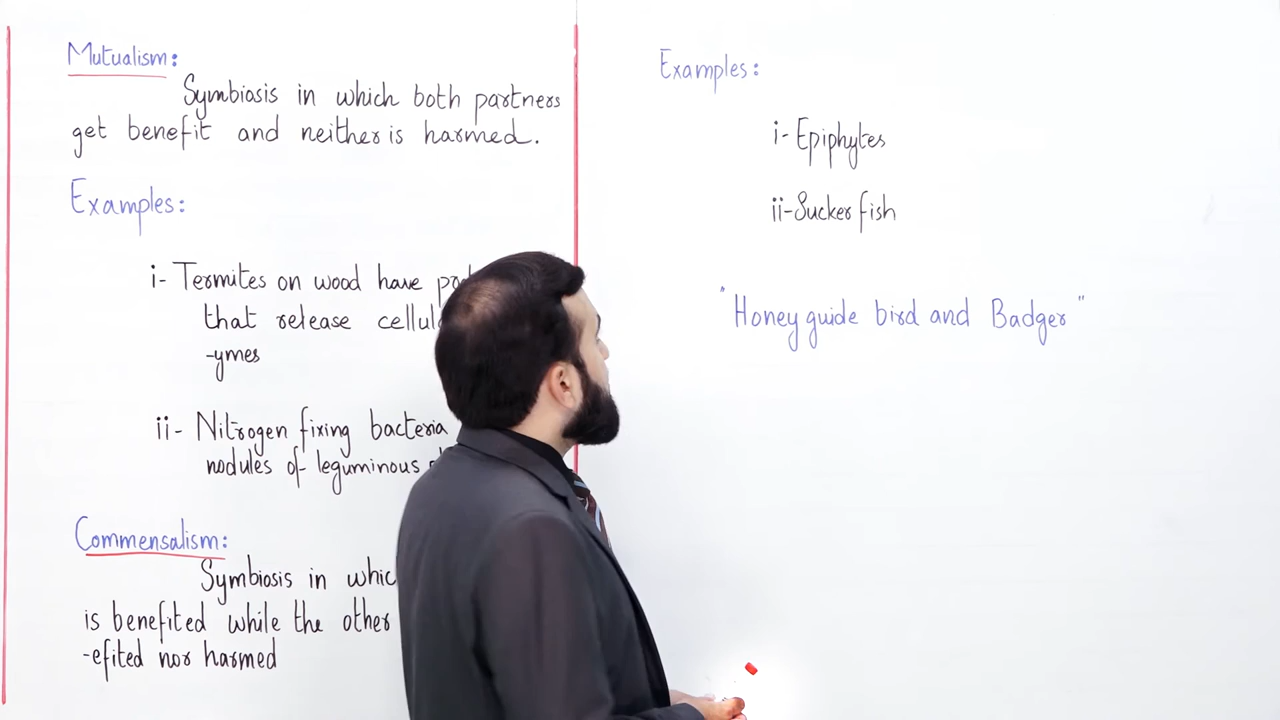 Mutualism:
Symbiosis in which both partners
get benefit and neither is harmed.
Examples:
i- Termites on wood have
that release
-ymes
ii- Nitrogen fixing bacteria
nodules of leguminous
Commensalism:
Symbiosis in
is benefited while the other
-efited nor harmed
Examples:
i- Epiphytes
ii- Sucker fish
"Honey guide bird and Badger"